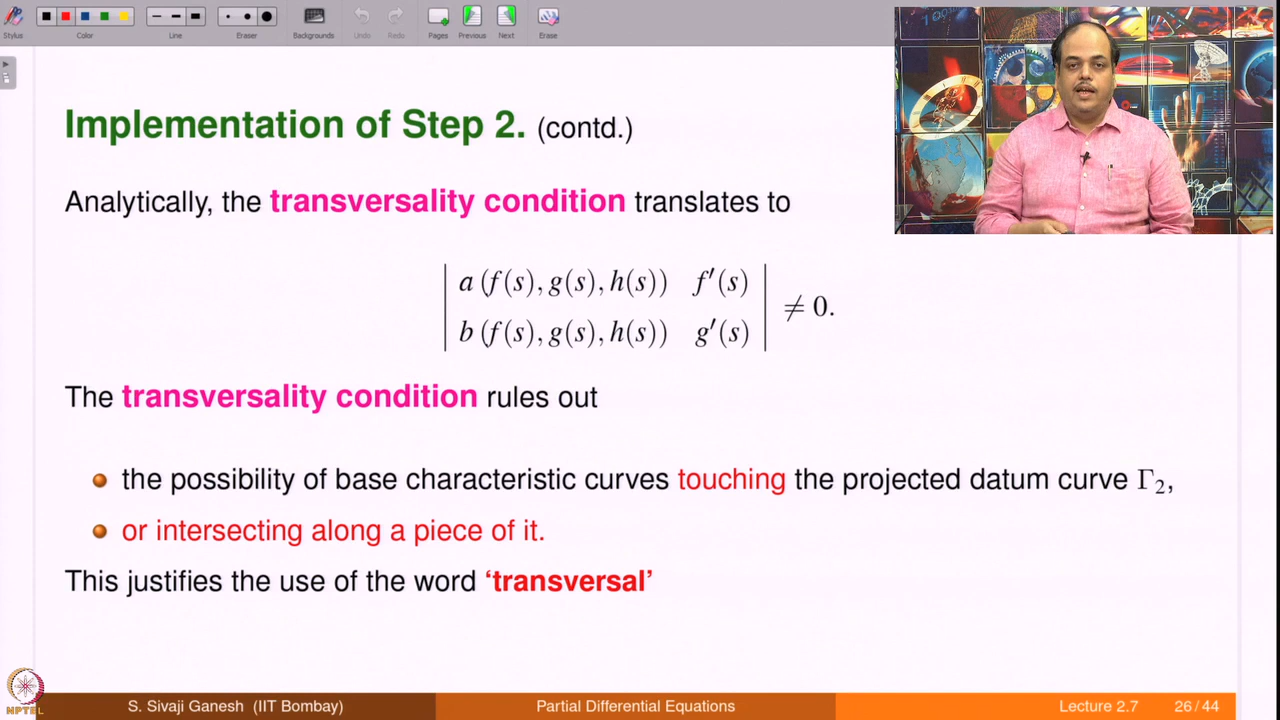 Stylus Color Line Eraser Backgrounds Undo Redo Pages Previous Next Erase
Implementation of Step 2. (contd.)
Analytically, the transversality condition translates to
| a (f(s), g(s), h(s)) f′(s) |
| b (f(s), g(s), h(s)) g′(s) | ≠ 0.
The transversality condition rules out
the possibility of base characteristic curves touching the projected datum curve Γ₂,
or intersecting along a piece of it.
This justifies the use of the word ‘transversal’
NPTEL
S. Sivaji Ganesh (IIT Bombay) Partial Differential Equations Lecture 2.7 26/44